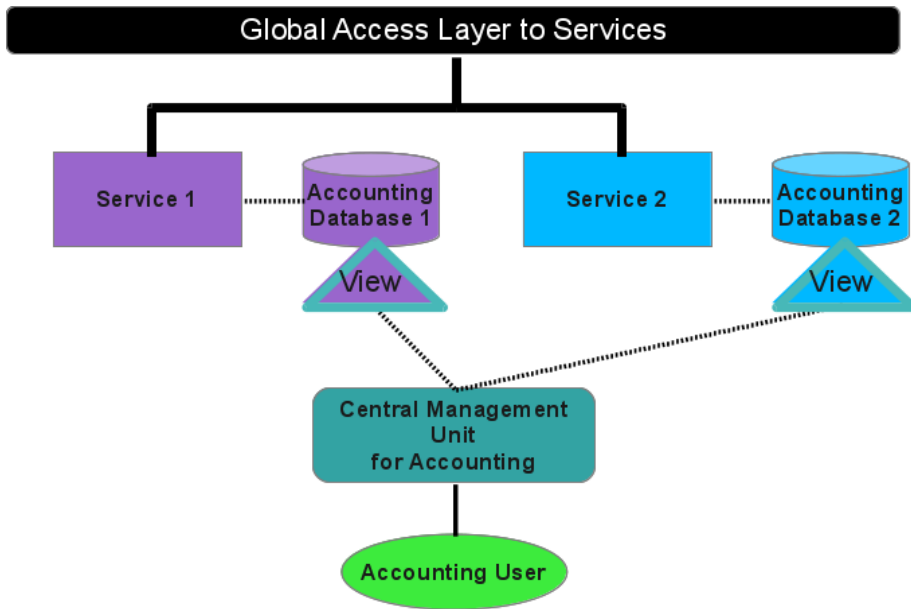 Global Access Layer to Services
Service 1
Accounting
Database 1
Service 2
Accounting
Database 2
View
View
Central Management
Unit
for Accounting
Accounting User